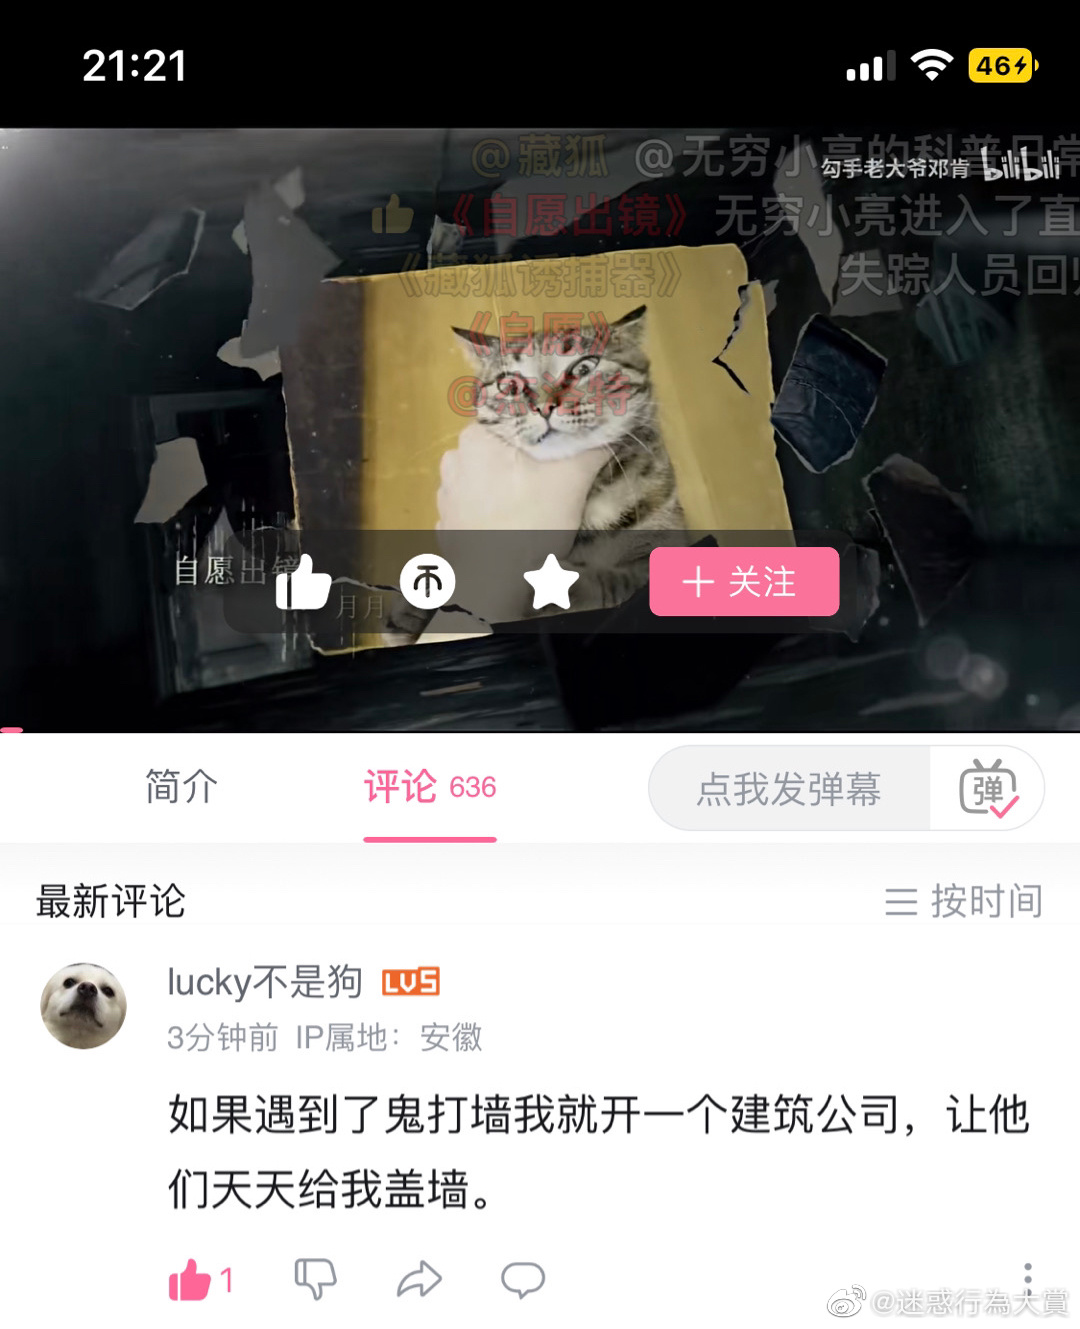 21:21
46
@藏狐 @无穷小亮的科普日常
勾手老大爷邓肯 bilibili
《自愿出镜》 无穷小亮进入了直
《藏狐诱捕器》 失踪人员回归
《自愿》
@杰洛特
自愿出镜
月月
+ 关注
简介 评论 636 点我发弹幕 弹
最新评论 按时间
lucky不是狗 LV5
3分钟前 IP属地：安徽
如果遇到了鬼打墙我就开一个建筑公司，让他
们天天给我盖墙。
1
@迷惑行為大賞